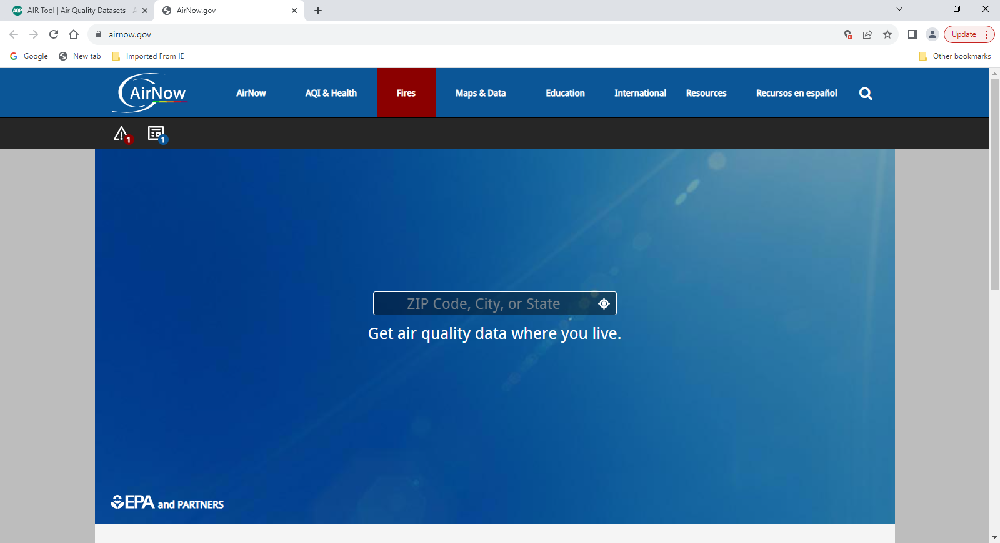 AIR Tool | Air Quality Datasets -
AirNow.gov
airnow.gov
Update
Google
New tab
Imported From IE
Other bookmarks
AirNow
AirNow
AQI & Health
Fires
Maps & Data
Education
International
Resources
Recursos en español
1
1
ZIP Code, City, or State
Get air quality data where you live.
EPA and PARTNERS